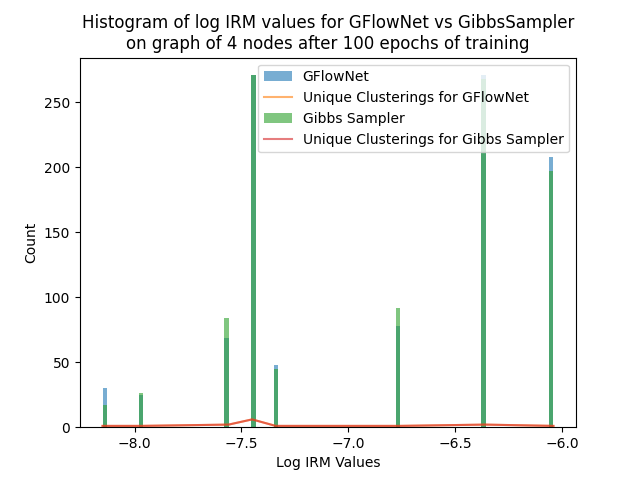 Histogram of log IRM values for GFlowNet vs GibbsSampler
on graph of 4 nodes after 100 epochs of training
GFlowNet
Unique Clusterings for GFlowNet
Gibbs Sampler
Unique Clusterings for Gibbs Sampler
Count
250
200
150
100
50
0
−8.0
−7.5
−7.0
−6.5
−6.0
Log IRM Values